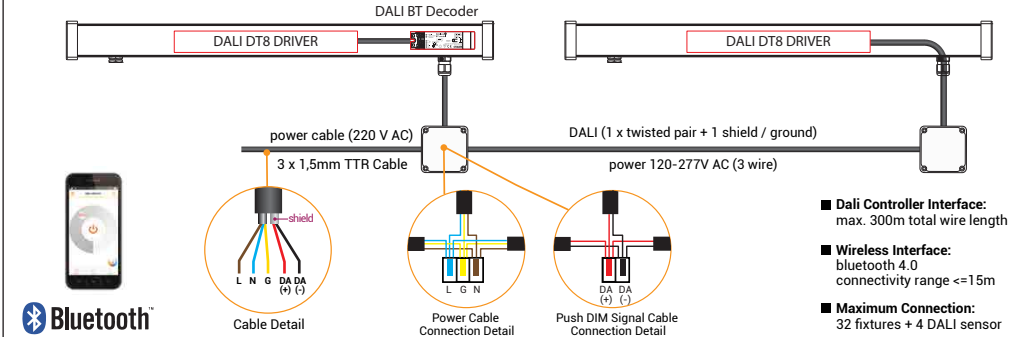 DALI BT Decoder
DALI DT8 DRIVER
DALI DT8 DRIVER
power cable (220 V AC)
3 x 1,5mm TTR Cable
DALI (1 x twisted pair + 1 shield / ground)
power 120-277V AC (3 wire)
shield
L N G DA (+) DA (-)
Cable Detail
L G N
Power Cable
Connection Detail
DA (+) DA (-)
Push DIM Signal Cable
Connection Detail
Bluetooth™
■ Dali Controller Interface:
max. 300m total wire length
■ Wireless Interface:
bluetooth 4.0
connectivity range <=15m
■ Maximum Connection:
32 fixtures + 4 DALI sensor